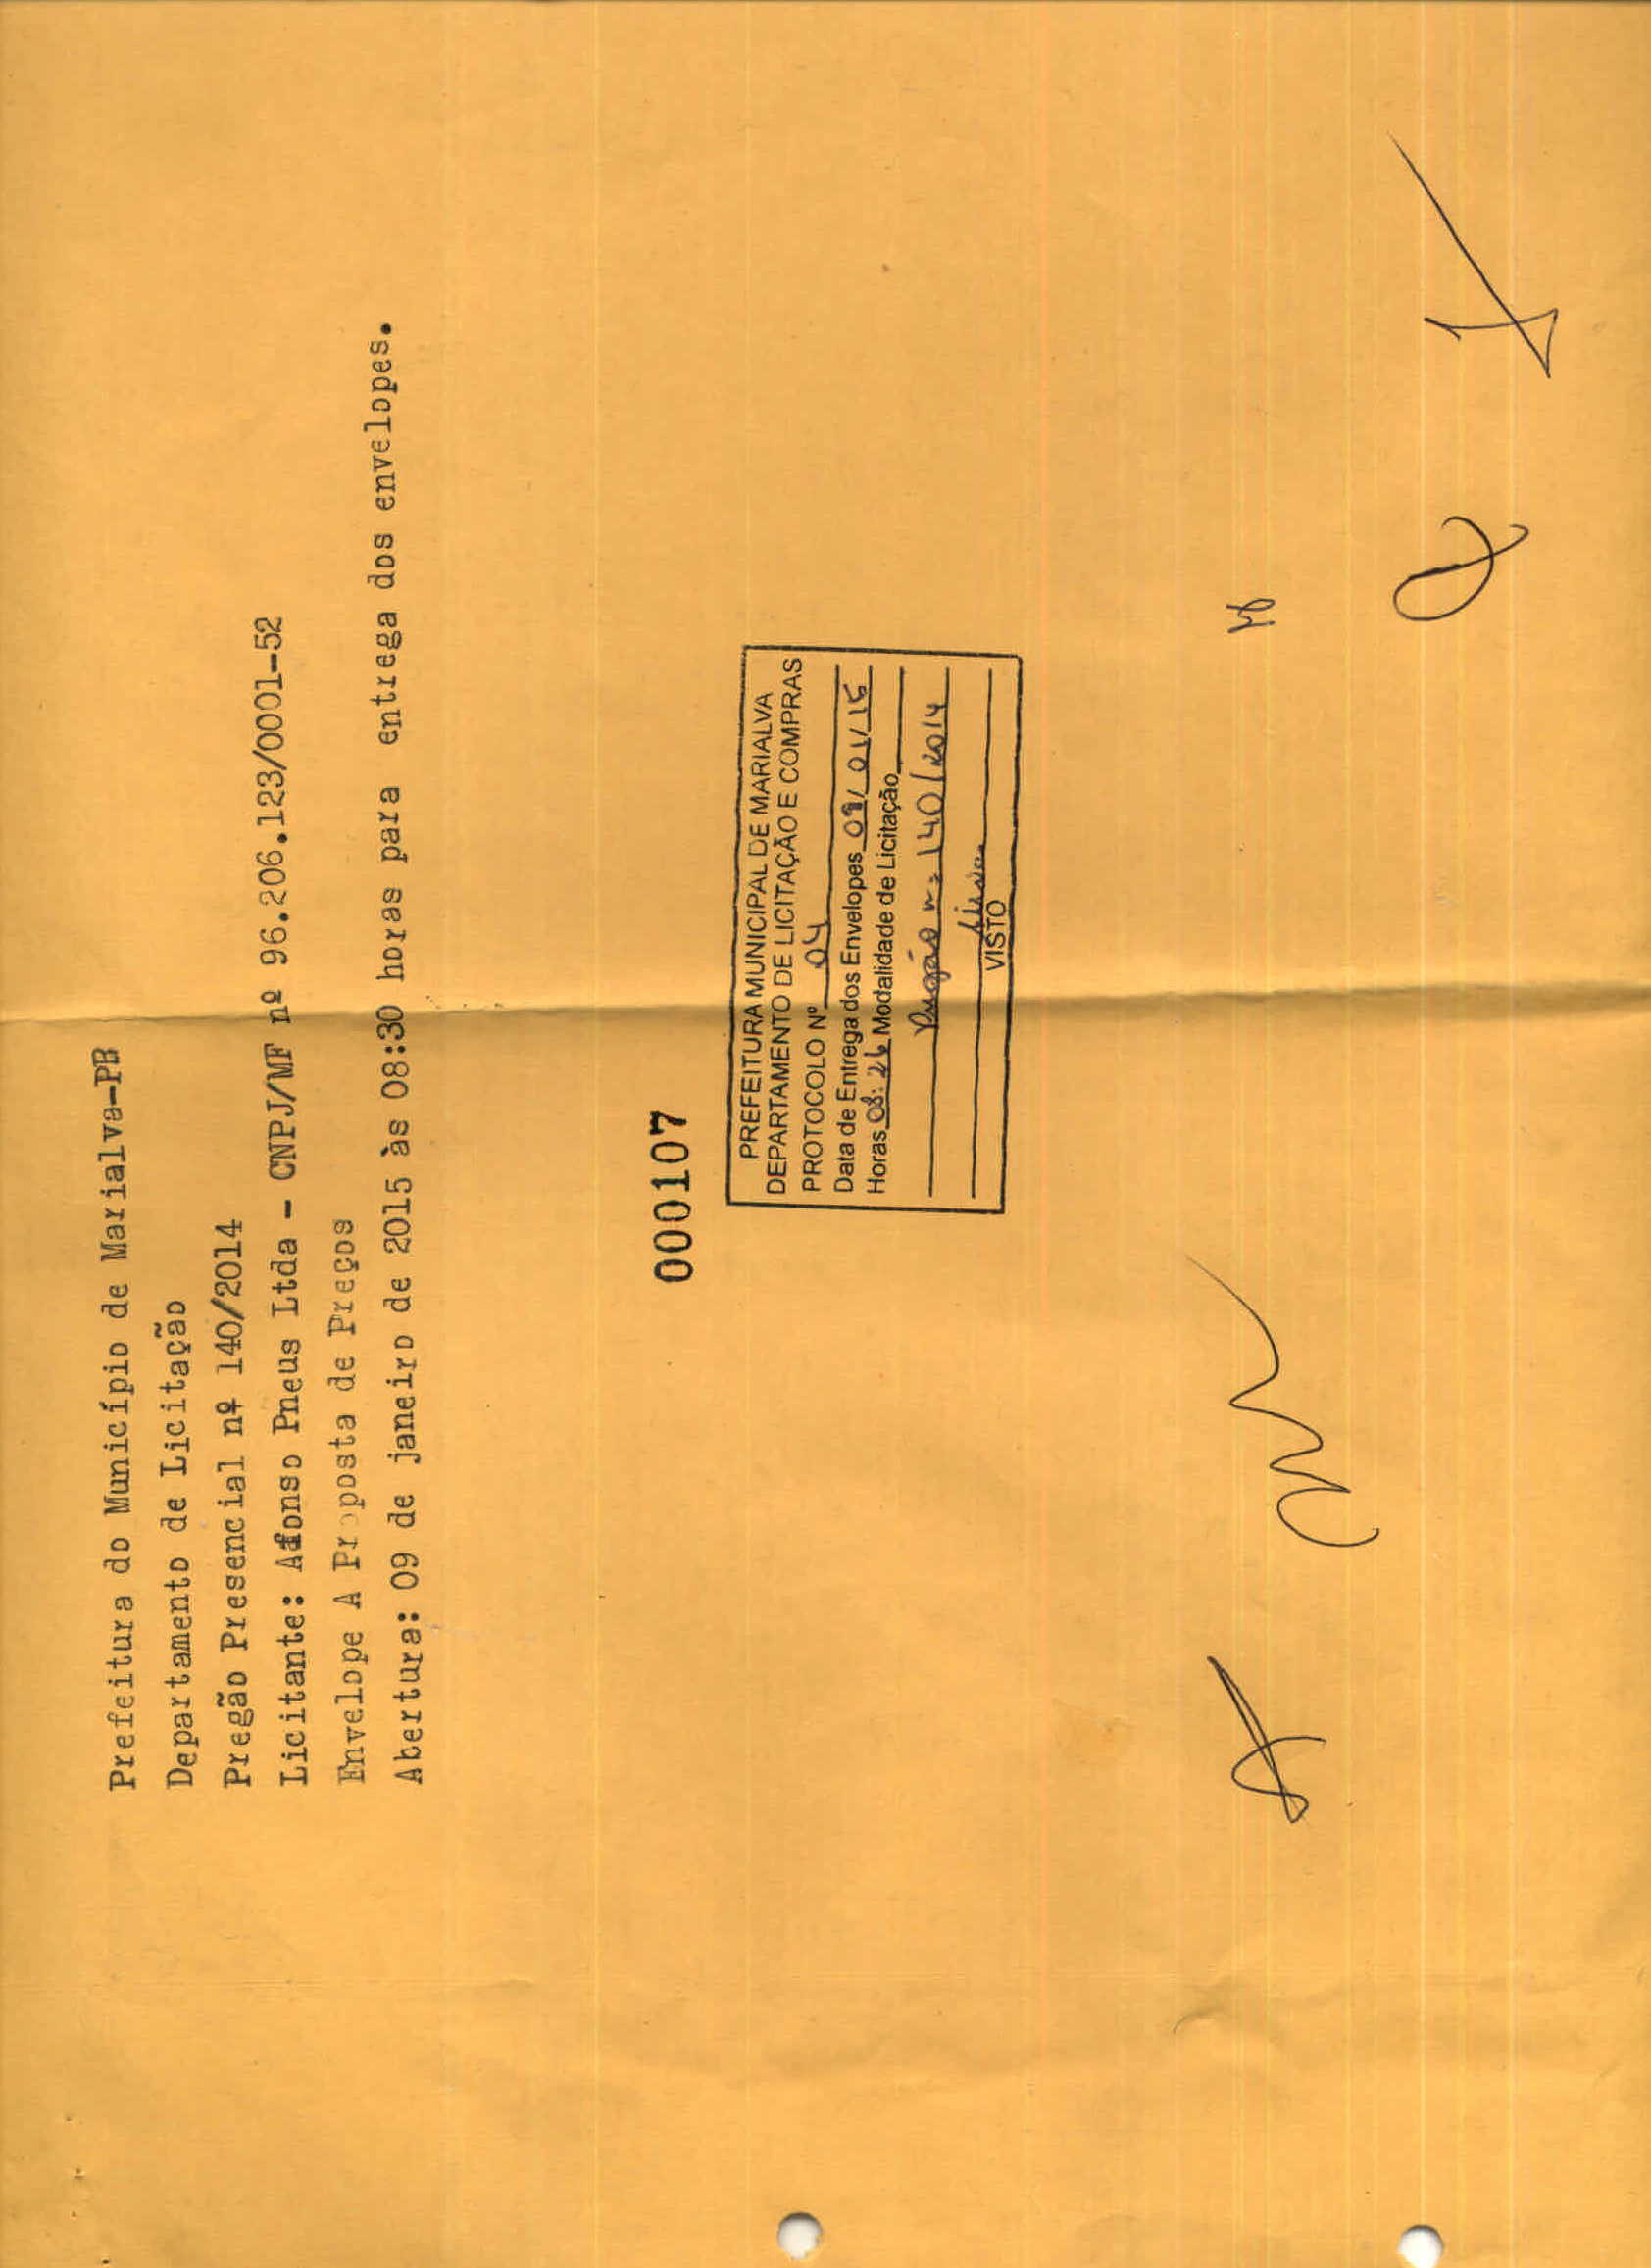 Prefeitura do Município de Marialva-PR
Departamento de Licitação
Pregão Presencial nº 140/2014
Licitante: Afonso Pneus Ltda - CNPJ/MF nº 96.206.123/0001-52
Envelope A Proposta de Preços
Abertura: 09 de janeiro de 2015 às 08:30 horas para entrega dos envelopes.
000107
PREFEITURA MUNICIPAL DE MARIALVA
DEPARTAMENTO DE LICITAÇÃO E COMPRAS
PROTOCOLO Nº 04
Data de Entrega dos Envelopes 09/01/15
Horas 08:26 Modalidade de Licitação
Pregão n. 140/2014
VISTO